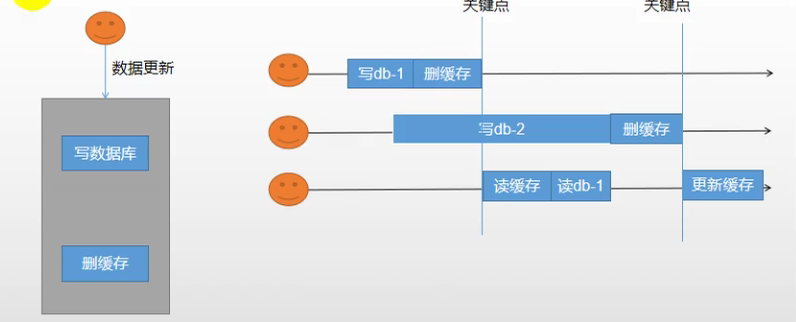 关键点 关键点
数据更新
写数据库
删缓存
写db-1 删缓存
写db-2 删缓存
读缓存 读db-1 更新缓存